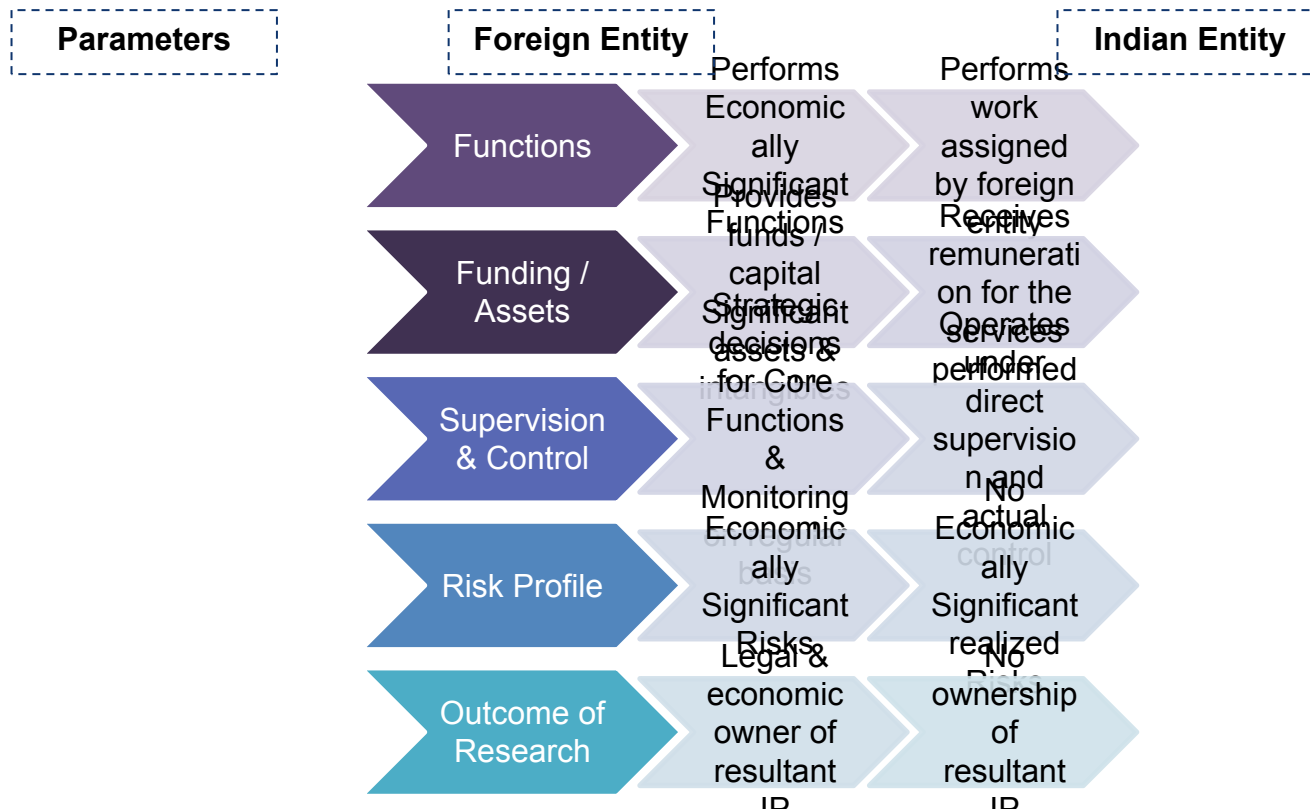 Parameters
Foreign Entity
Indian Entity
Functions
Performs
Economic
ally
Significant
Functions
Performs
work
assigned
by foreign
entity
Funding /
Assets
Provides
funds /
capital
Significant
assets &
intangibles
Receives
remunerati
on for the
services
performed
Supervision
& Control
Strategic
decisions
for Core
Functions
&
Monitoring
on regular
basis
Operates
under
direct
supervisio
n and
actual
control
Risk Profile
Economic
ally
Significant
Risks
No
Economic
ally
Significant
realized
Risks
Outcome of
Research
Legal &
economic
owner of
resultant
IP
No
ownership
of
resultant
IP